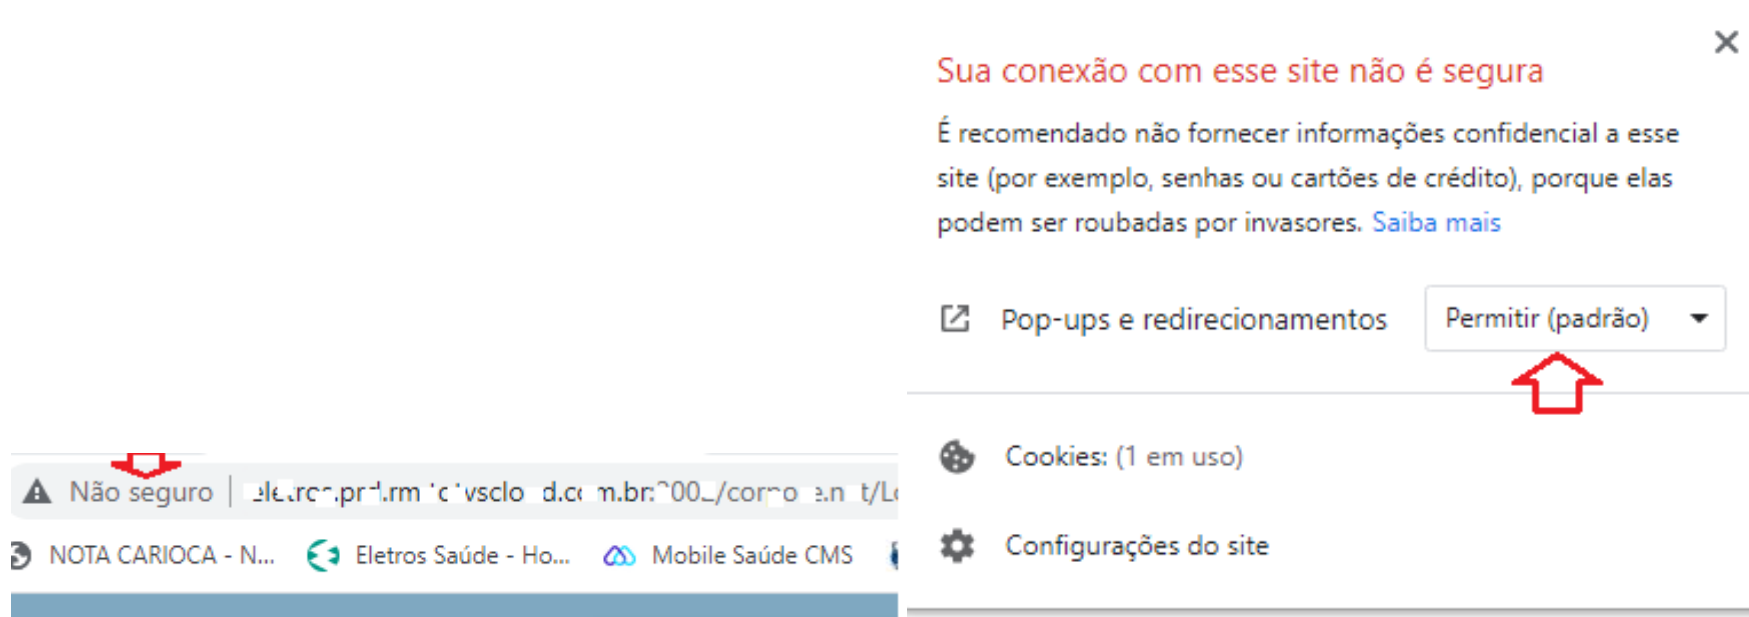 Não seguro
NOTA CARIOCA - N...
Eletros Saúde - Ho...
Mobile Saúde CMS
Sua conexão com esse site não é segura
É recomendado não fornecer informações confidencial a esse
site (por exemplo, senhas ou cartões de crédito), porque elas
podem ser roubadas por invasores. Saiba mais
Pop-ups e redirecionamentos
Permitir (padrão)
Cookies: (1 em uso)
Configurações do site